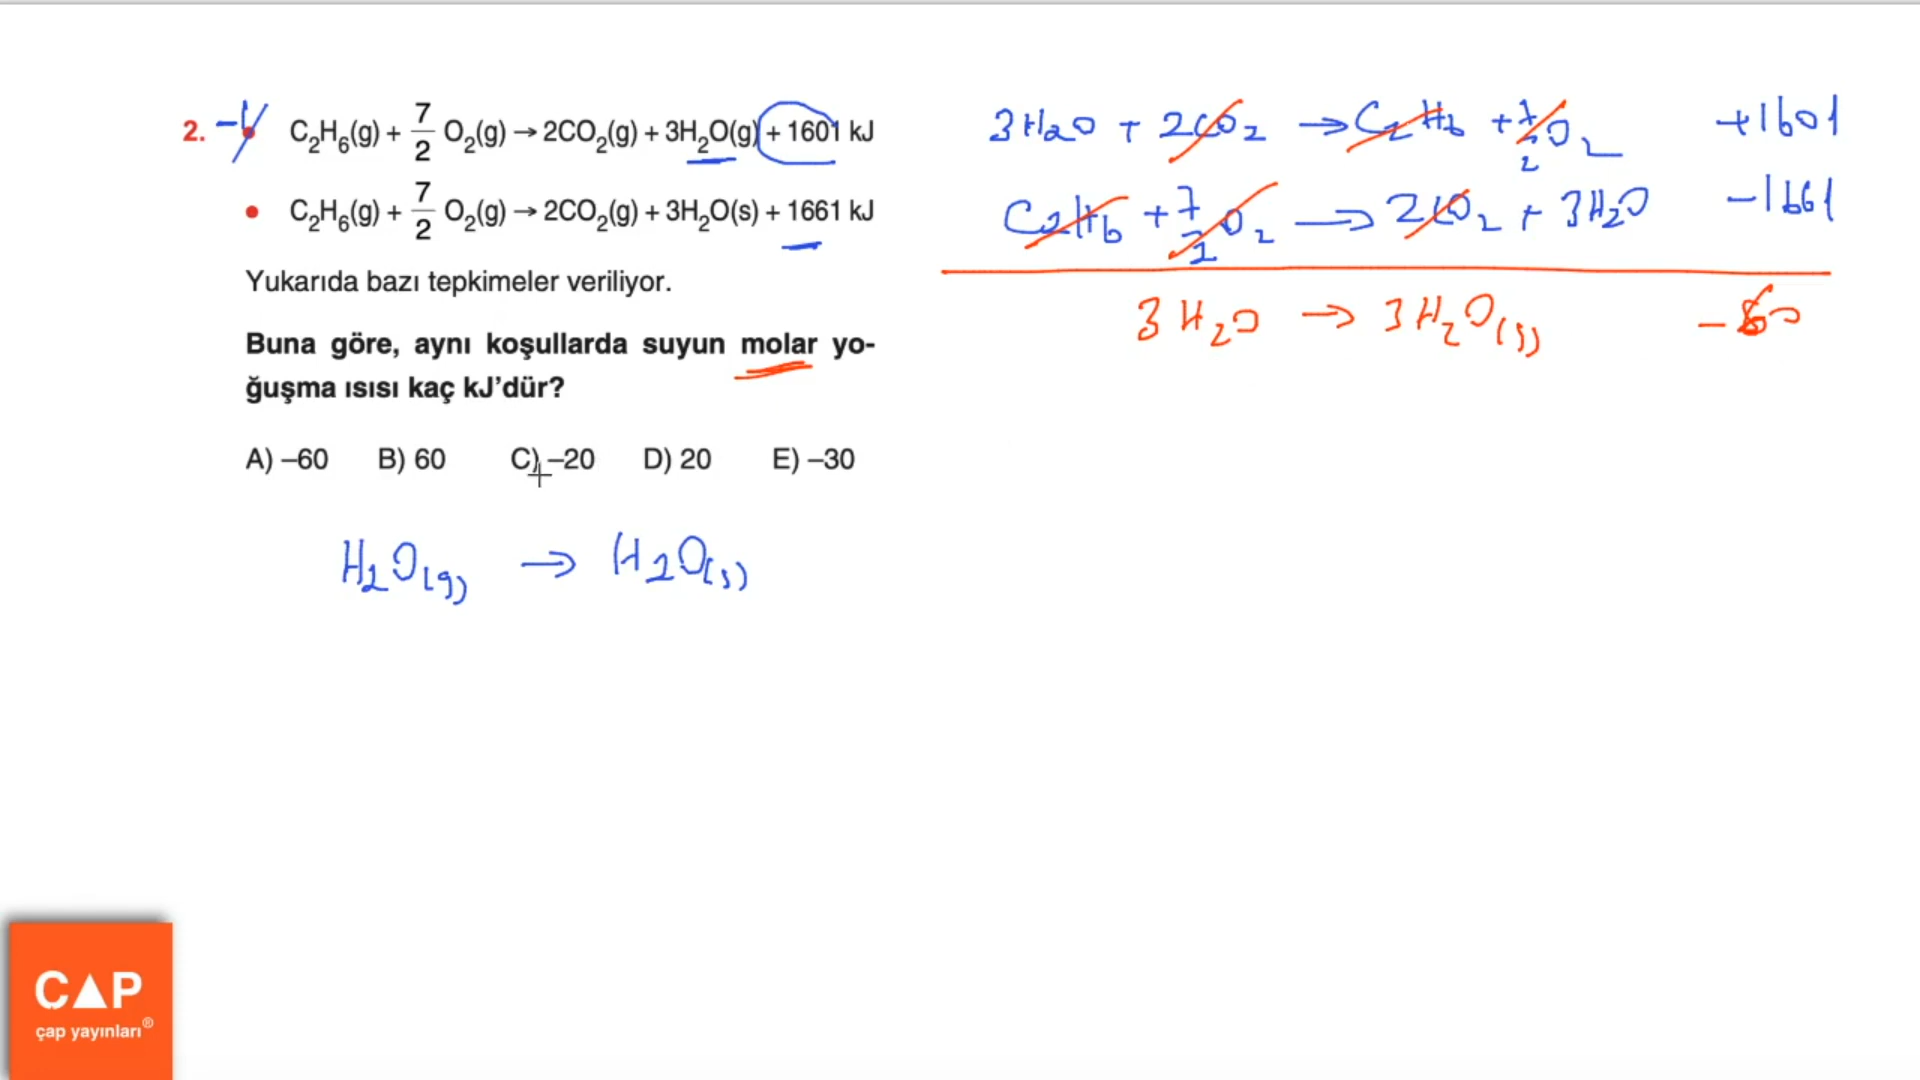 2. -1 C₂H₆(g) + 7/2 O₂(g) → 2CO₂(g) + 3H₂O(g) + 1601 kJ
• C₂H₆(g) + 7/2 O₂(g) → 2CO₂(g) + 3H₂O(s) + 1661 kJ
Yukarıda bazı tepkimeler veriliyor.
Buna göre, aynı koşullarda suyun molar yo-
ğuşma ısısı kaç kJ'dür?
A) –60 B) 60 C) –20 D) 20 E) –30
H₂O(g) → H₂O(s)
3H₂O + 2CO₂ → C₂H₆ + 7/2 O₂ +1601
C₂H₆ + 7/2 O₂ → 2CO₂ + 3H₂O -1661
3H₂O → 3H₂O(s) -60
ÇAP
çap yayınları®